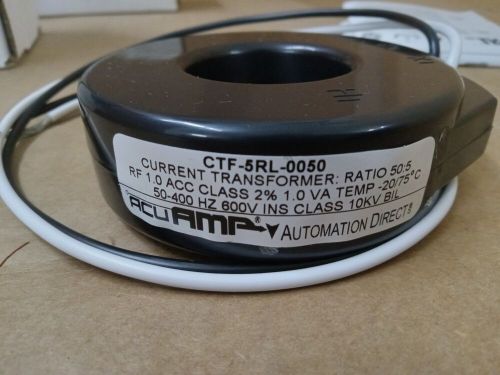 CTF-5RL-0050
CURRENT TRANSFORMER: RATIO 50:5
RF 1.0 ACC CLASS 2% 1.0 VA TEMP -20/75°C
50-400 HZ 600V INS CLASS 10KV BIL
ACUAMP® AUTOMATION DIRECT®